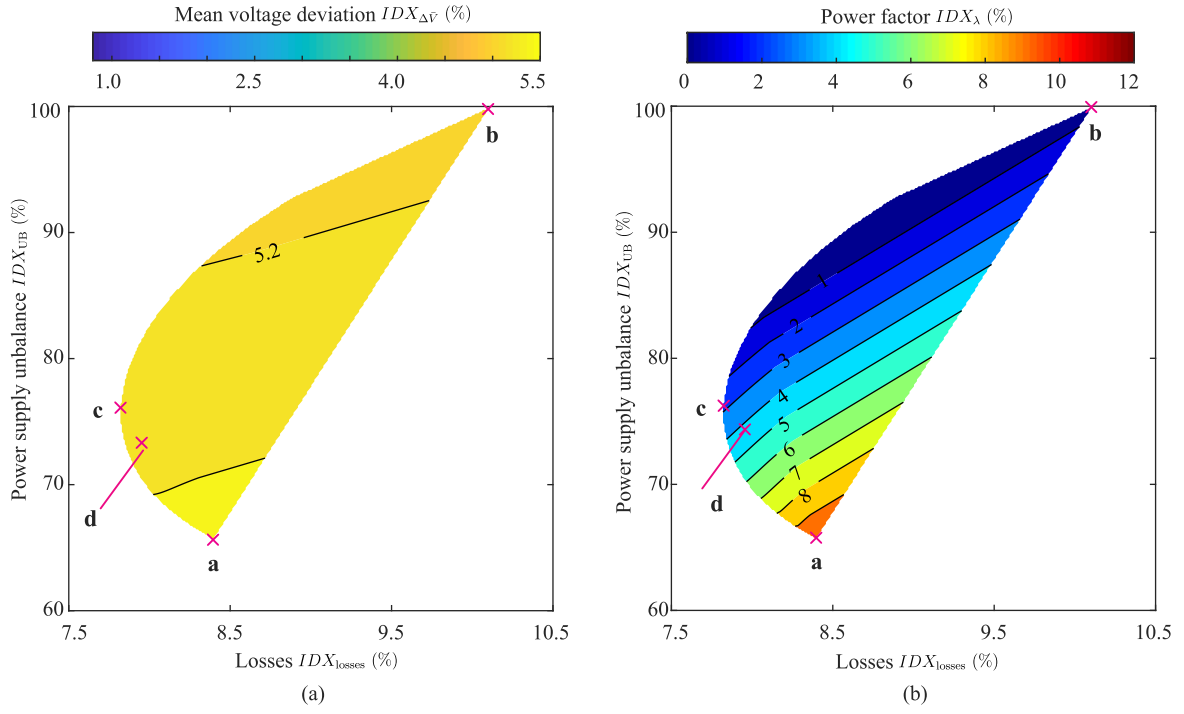 Mean voltage deviation IDX_ΔV̄ (%)
1.0 2.5 4.0 5.5
100
90
80
70
60
Power supply unbalance IDX_UB (%)
b
5.2
c
d
a
7.5 8.5 9.5 10.5
Losses IDX_losses (%)
(a)
Power factor IDX_λ (%)
0 2 4 6 8 10 12
100
90
80
70
60
Power supply unbalance IDX_UB (%)
b
1
2
3
4
5
6
7
8
c
d
a
7.5 8.5 9.5 10.5
Losses IDX_losses (%)
(b)